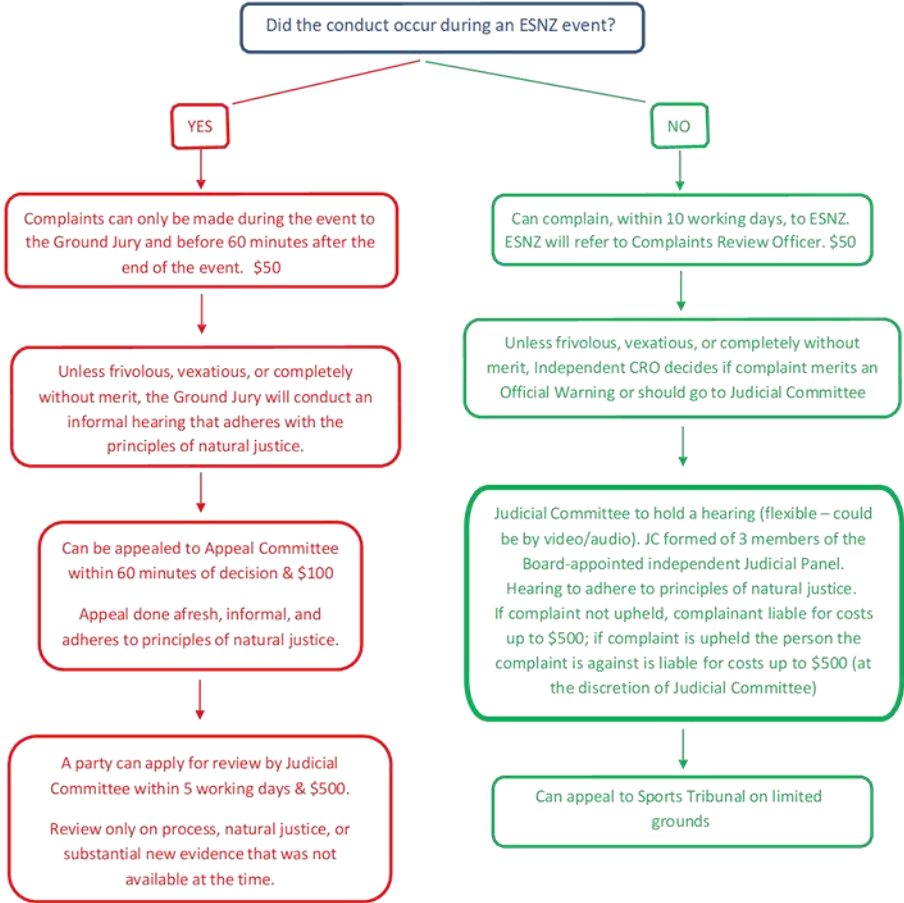 Did the conduct occur during an ESNZ event?
YES
NO
Complaints can only be made during the event to
the Ground Jury and before 60 minutes after the
end of the event. $50
Can complain, within 10 working days, to ESNZ.
ESNZ will refer to Complaints Review Officer. $50
Unless frivolous, vexatious, or completely
without merit, the Ground Jury will conduct an
informal hearing that adheres with the
principles of natural justice.
Unless frivolous, vexatious, or completely without
merit, Independent CRO decides if complaint merits an
Official Warning or should go to Judicial Committee
Can be appealed to Appeal Committee
within 60 minutes of decision & $100
Appeal done afresh, informal, and
adheres to principles of natural justice.
Judicial Committee to hold a hearing (flexible – could
be by video/audio). JC formed of 3 members of the
Board-appointed independent Judicial Panel.
Hearing to adhere to principles of natural justice.
If complaint not upheld, complainant liable for costs
up to $500; if complaint is upheld the person the
complaint is against is liable for costs up to $500 (at
the discretion of Judicial Committee)
A party can apply for review by Judicial
Committee within 5 working days & $500.
Review only on process, natural justice, or
substantial new evidence that was not
available at the time.
Can appeal to Sports Tribunal on limited
grounds